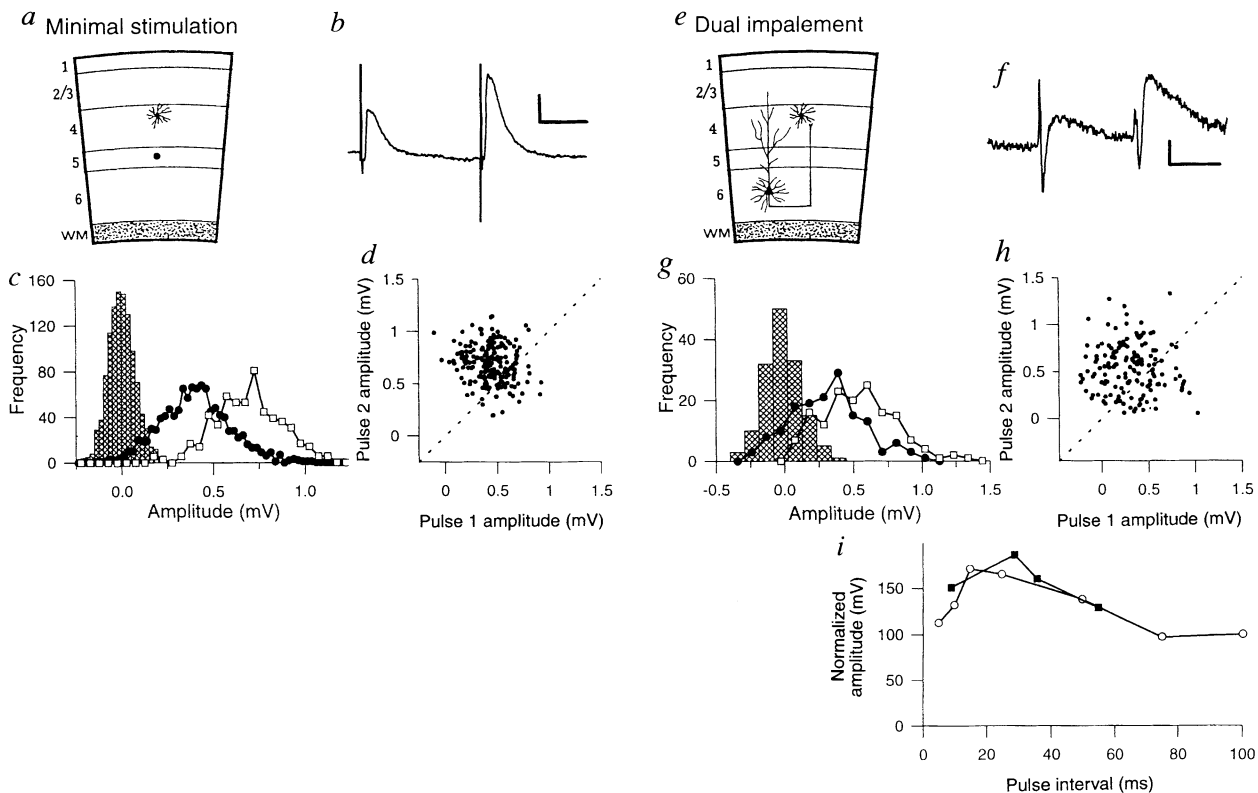 a Minimal stimulation
1
2/3
4
5
6
WM
b
c
160
120
80
40
0
Frequency
0.0 0.5 1.0
Amplitude (mV)
d
1.5
1
0.5
0
Pulse 2 amplitude (mV)
0 0.5 1 1.5
Pulse 1 amplitude (mV)
e Dual impalement
1
2/3
4
5
6
WM
f
g
60
40
20
0
Frequency
-0.5 0.0 0.5 1.0 1.5
Amplitude (mV)
h
1.5
1
0.5
0
Pulse 2 amplitude (mV)
0 0.5 1 1.5
Pulse 1 amplitude (mV)
i
150
100
50
0
Normalized
amplitude (mV)
0 20 40 60 80 100
Pulse interval (ms)